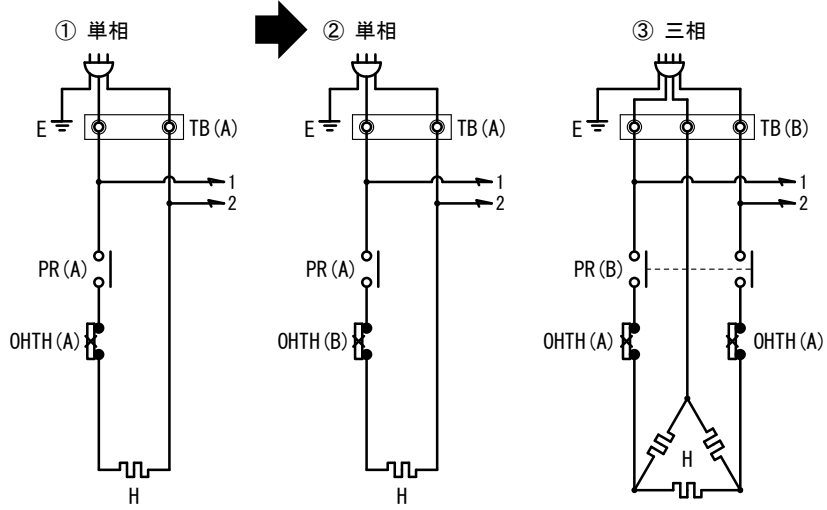 ① 単相
② 単相
③ 三相
E
TB(A)
E
TB(A)
E
TB(B)
1
2
1
2
1
2
PR(A)
PR(A)
PR(B)
OHTH(A)
OHTH(B)
OHTH(A)
OHTH(A)
H
H
H